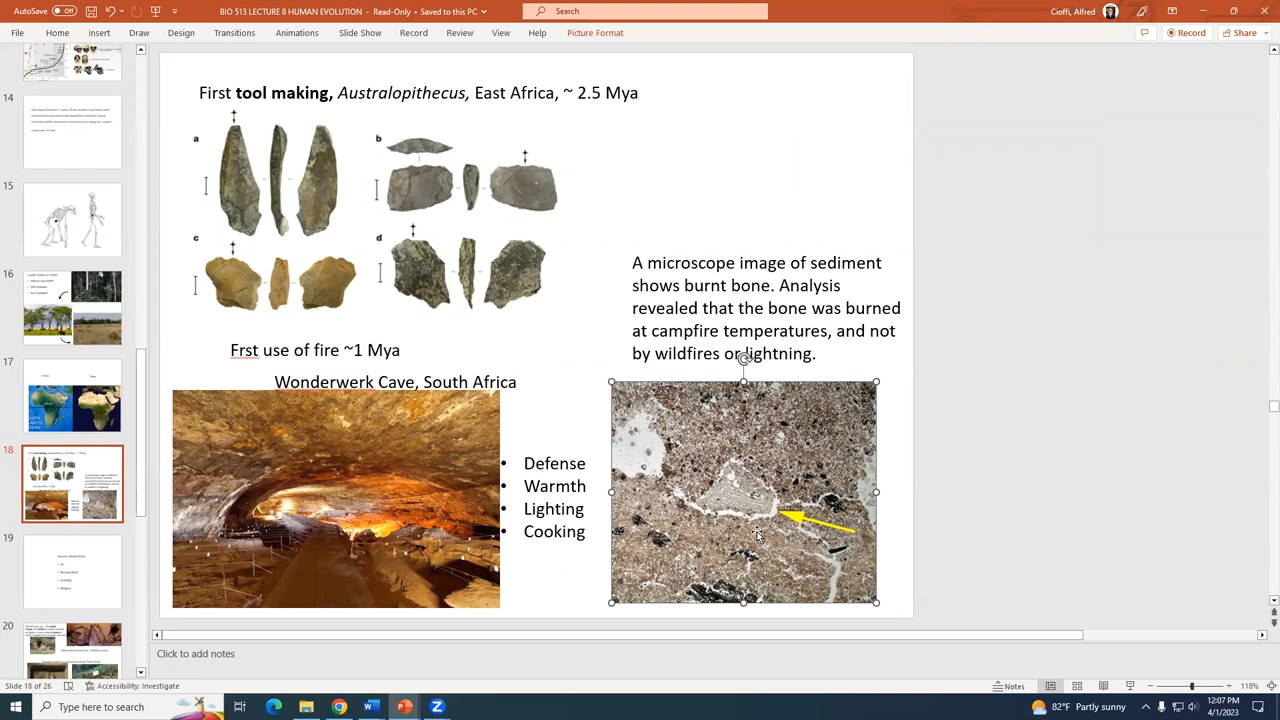 AutoSave Off
BIO 513 LECTURE 8 HUMAN EVOLUTION - Read-Only • Saved to this PC
Search
Cioffi, Alfred
File Home Insert Draw Design Transitions Animations Slide Show Record Review View Help Picture Format
Record Share
14
15
16
17
18
19
20
First tool making, Australopithecus, East Africa, ~ 2.5 Mya
a
b
c
d
A microscope image of sediment
shows burnt bone. Analysis
revealed that the bone was burned
at campfire temperatures, and not
by wildfires or lightning.
Frst use of fire ~1 Mya
Wonderwerk Cave, South Africa
• Defense
• Warmth
• Lighting
• Cooking
Click to add notes
Slide 18 of 26
Accessibility: Investigate
Notes
118%
Type here to search
82°F Partly sunny
12:07 PM
4/1/2023